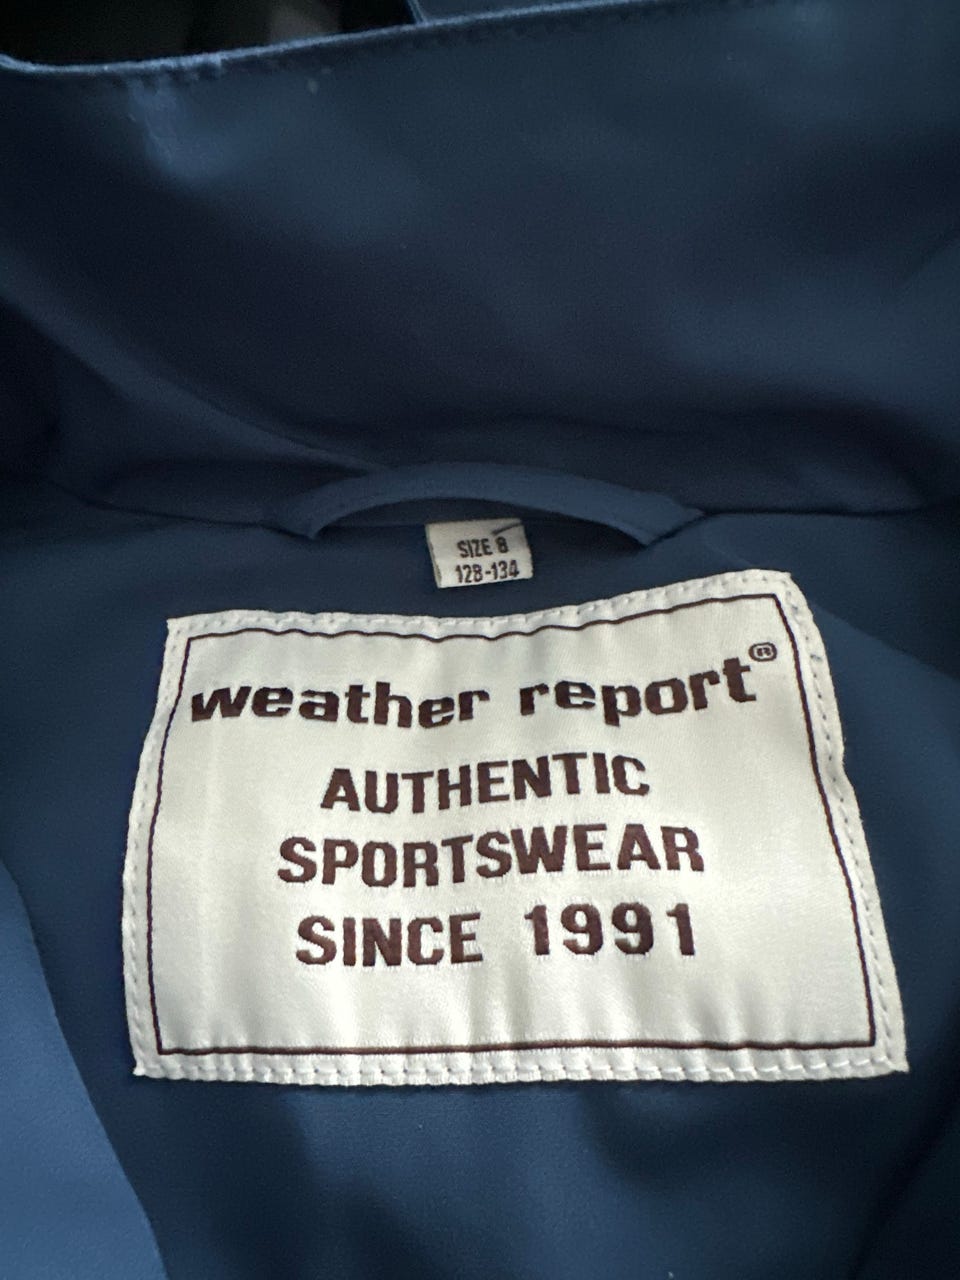 SIZE 8
128-134
weather report®
AUTHENTIC
SPORTSWEAR
SINCE 1991